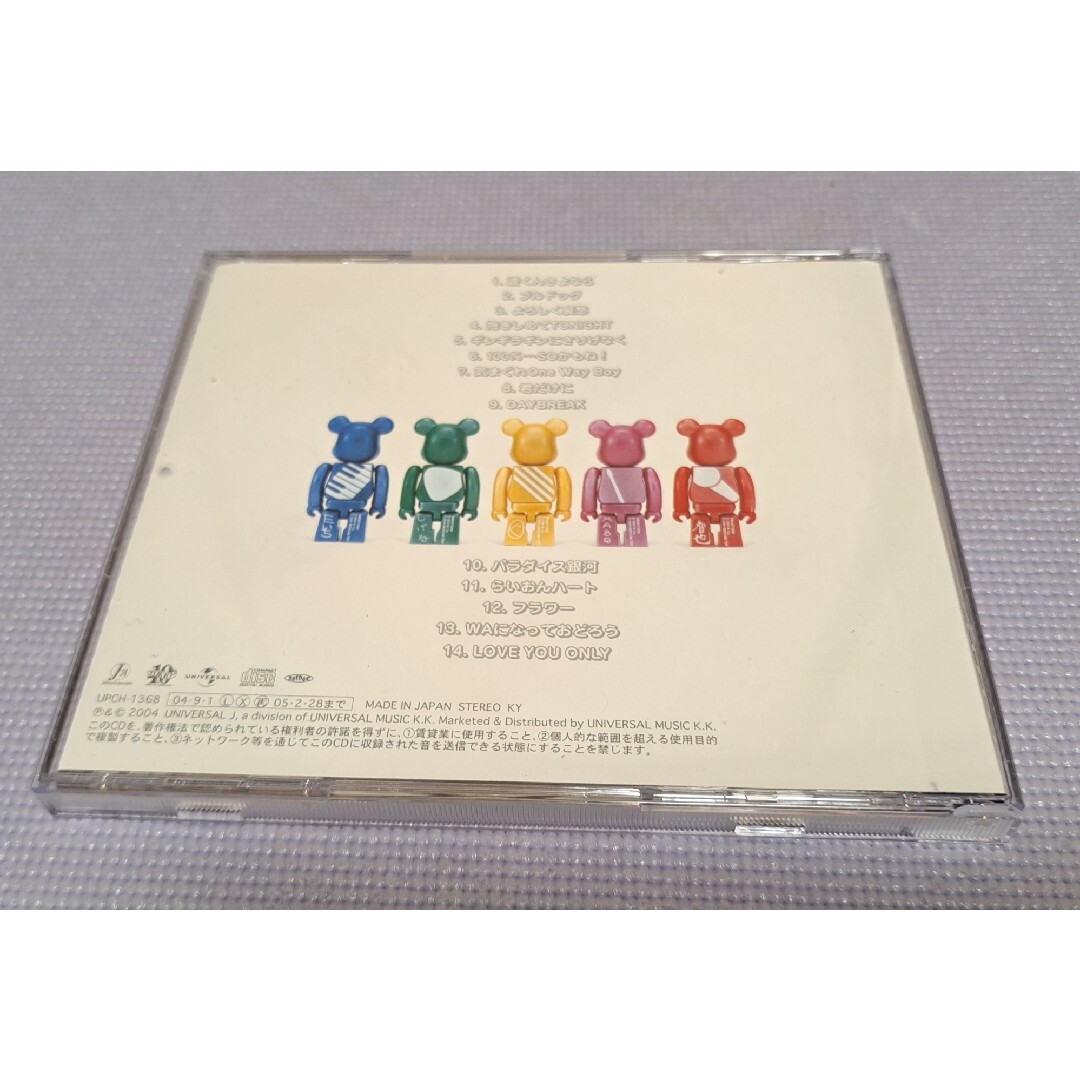 1. 涙くんさよなら
2. ブルドッグ
3. よろしく哀愁
4. 抱きしめてTONIGHT
5. ギンギラギンにさりげなく
6. 100%…SOかもね！
7. 気まぐれOne Way Boy
8. 君だけに
9. DAYBREAK
10. パラダイス銀河
11. らいおんハート
12. フラワー
13. WAになっておどろう
14. LOVE YOU ONLY
UNIVERSAL
COMPACT disc DIGITAL AUDIO
UPCH-1368 04・9・1 Ⓛ Ⓧ 05・2・28まで MADE IN JAPAN STEREO KY
℗&© 2004 UNIVERSAL J, a division of UNIVERSAL MUSIC K.K. Marketed & Distributed by UNIVERSAL MUSIC K.K.
このCDを、著作権法で認められている権利者の許諾を得ずに、①賃貸業に使用すること、②個人的な範囲を超える使用目的
で複製すること、③ネットワーク等を通じてこのCDに収録された音を送信できる状態にすることを禁じます。